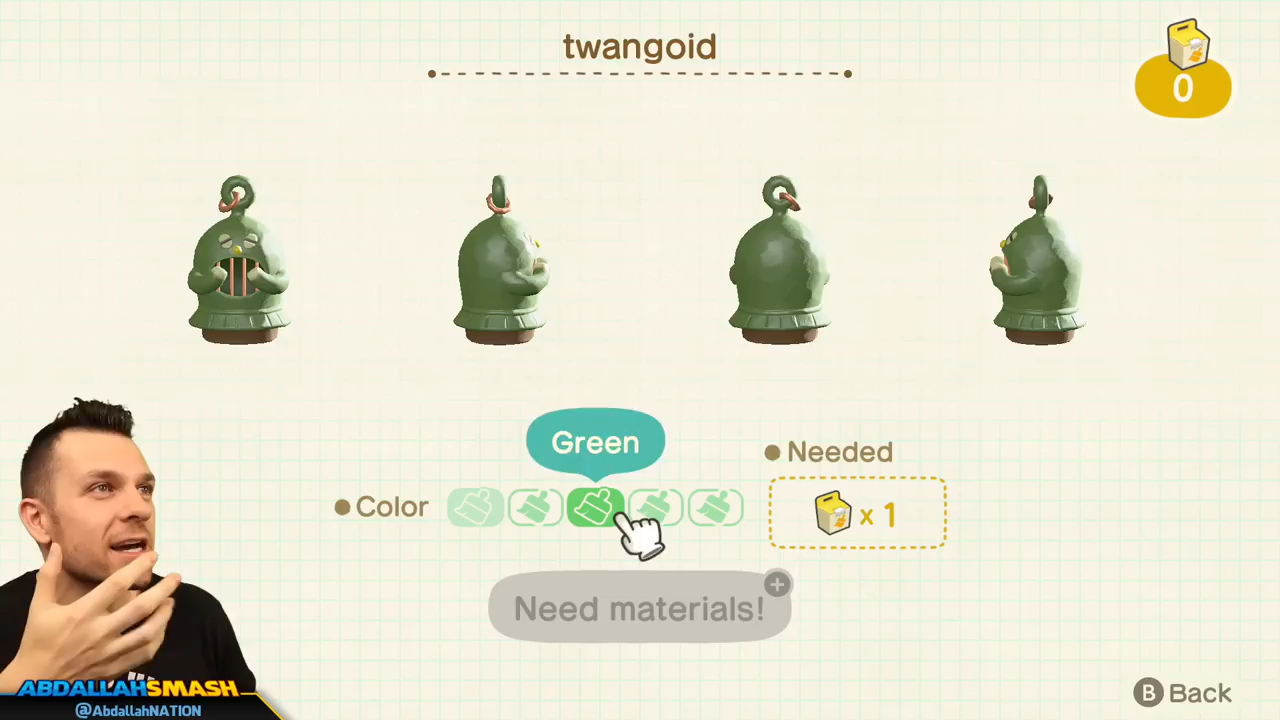 twangoid
0
Green
Needed
Color
x 1
Need materials!
ABDALLAHSMASH
@AbdallahNATION
B Back